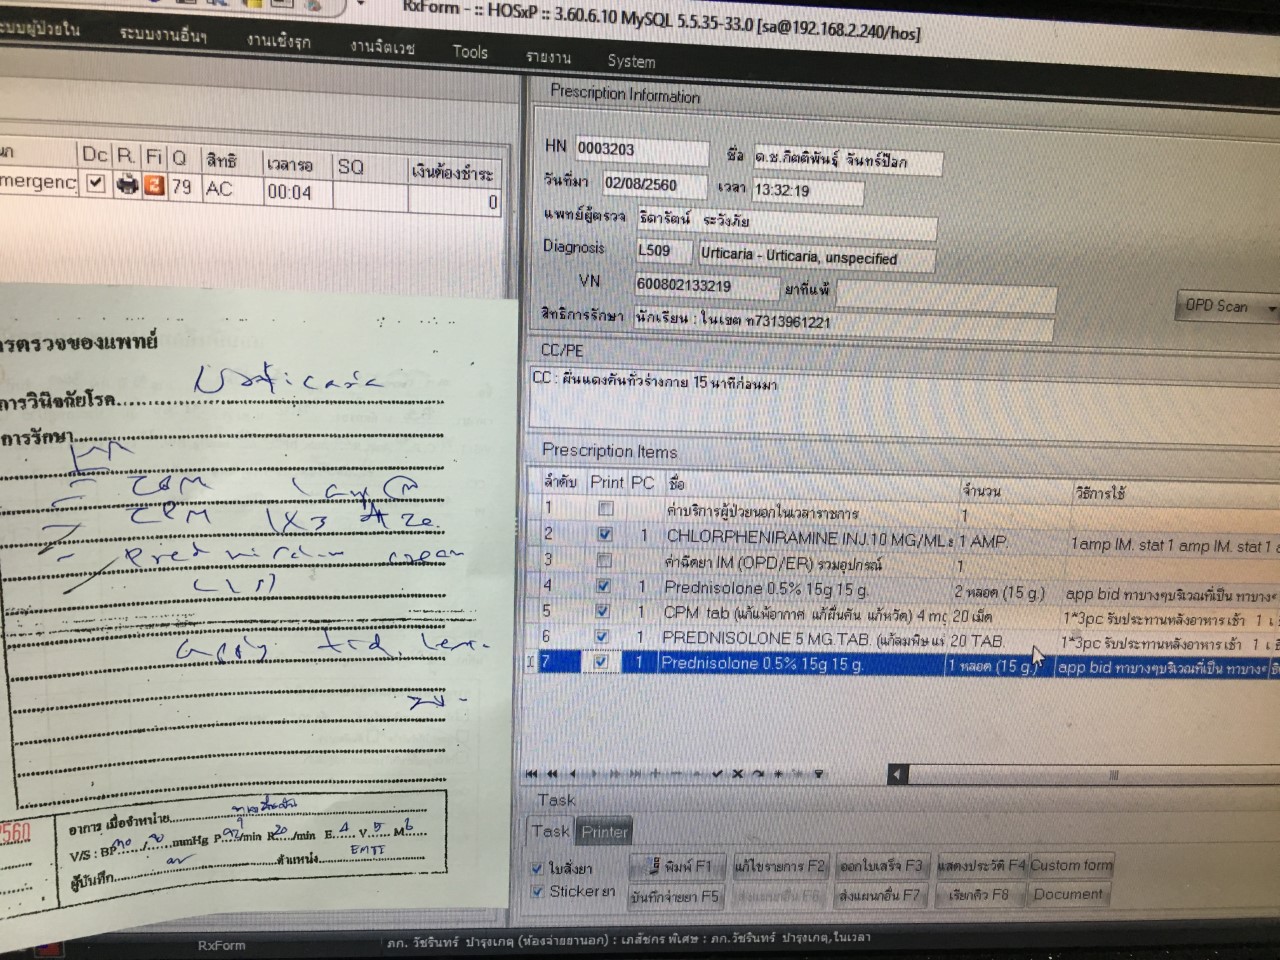 RxForm - :: HOSxP :: 3.60.6.10 MySQL 5.5.35-33.0 [sa@192.168.2.240/hos]
ระบบผู้ป่วยใน ระบบงานอื่นๆ งานเชิงรุก งานจิตเวช Tools รายงาน System
Dc R. Fi Q สิทธิ เวลารอ SQ เงินต้องชำระ
mergenc 79 AC 00:04 0
Prescription Information
HN 0003203 ชื่อ ด.ช.กิตติพันธุ์ จันทร์ป๊อก
วันที่มา 02/08/2560 เวลา 13:32:19
แพทย์ผู้ตรวจ ธิดารัตน์ ระวังภัย
Diagnosis L509 Urticaria - Urticaria, unspecified
VN 600802133219 ยาที่แพ้
OPD Scan
สิทธิการรักษา นักเรียน : ในเขต ท7313961221
CC/PE
CC : ผื่นแดงคันทั่วร่างกาย 15 นาทีก่อนมา
Prescription Items
ลำดับ Print PC ชื่อ จำนวน วิธีการใช้
1 ค่าบริการผู้ป่วยนอกในเวลาราชการ 1
2 1 CHLORPHENIRAMINE INJ.10 MG/ML 1 AMP. 1amp IM. stat 1 amp IM. stat 1
3 ค่าฉีดยา IM (OPD/ER) รวมอุปกรณ์ 1
4 1 Prednisolone 0.5% 15g 15 g. 2 หลอด (15 g.) app bid ทาบางๆบริเวณที่เป็น ทาบาง
5 1 CPM tab (แก้แพ้อากาศ แก้ผื่นคัน แก้หวัด) 4 mg 20 เม็ด 1*3pc รับประทานหลังอาหาร เช้า 1
6 1 PREDNISOLONE 5 MG.TAB. (แก้ลมพิษ 20 TAB. 1*3pc รับประทานหลังอาหาร เช้า 1
7 1 Prednisolone 0.5% 15g 15 g. 1 หลอด (15 g.) app bid ทาบางๆบริเวณที่เป็น ทาบาง
Task
Task Printer
ใบสั่งยา พิมพ์ F1 แก้ไขรายการ F2 ออกใบเสร็จ F3 แสดงประวัติ F4 Custom form
Sticker ยา บันทึกจ่ายยา F5 ส่งแผนกอื่น F7 เรียกคิว F8 Document
RxForm ภก. วัชรินทร์ ปารุงเกตุ (ห้องจ่ายยานอก) : เภสัชกร พิเศษ : ภก.วัชรินทร์ ปารุงเกตุ,ในเวลา
การตรวจของแพทย์
การวินิจฉัยโรค Urticaria
การรักษา
- CPM 1 amp IM
- CPM 1x3 #20
- Prednisolone cream
อาการ เมื่อจำหน่าย
V/S : BP / mmHg P 92/min R 20/min E 4 V 5 M 6
ผู้บันทึก ตำแหน่ง EMTI
2560